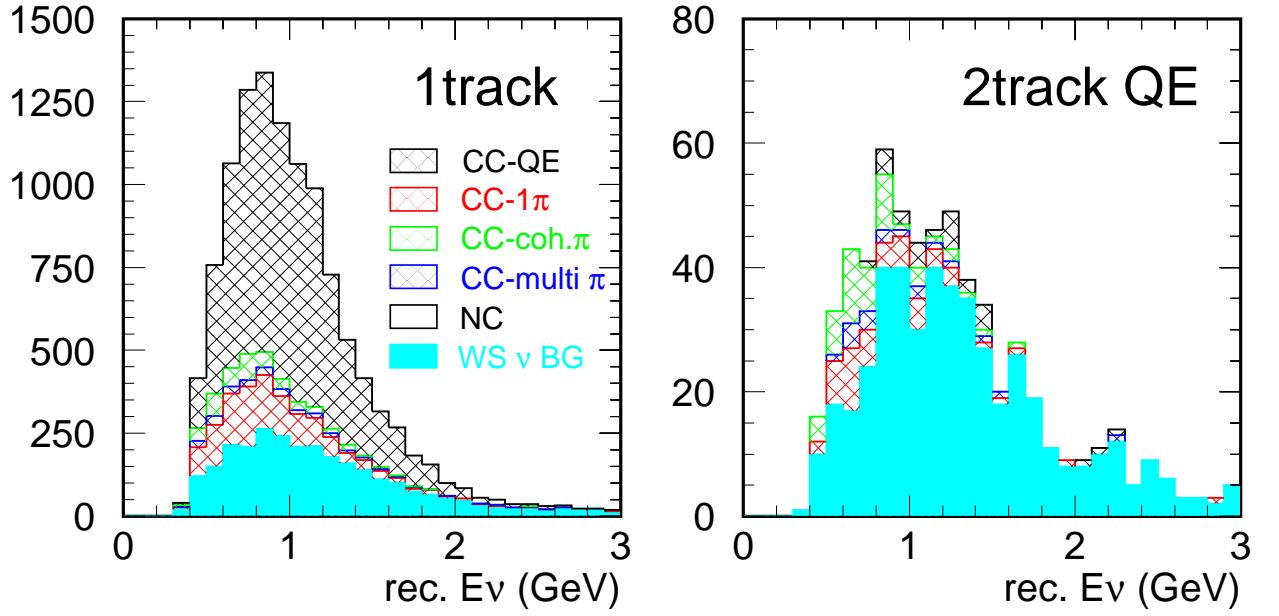 1500
1250
1000
750
500
250
0
0
1
2
3
rec. Eν (GeV)
1track
CC-QE
CC-1π
CC-coh.π
CC-multi π
NC
WS ν BG
80
60
40
20
0
0
1
2
3
rec. Eν (GeV)
2track QE